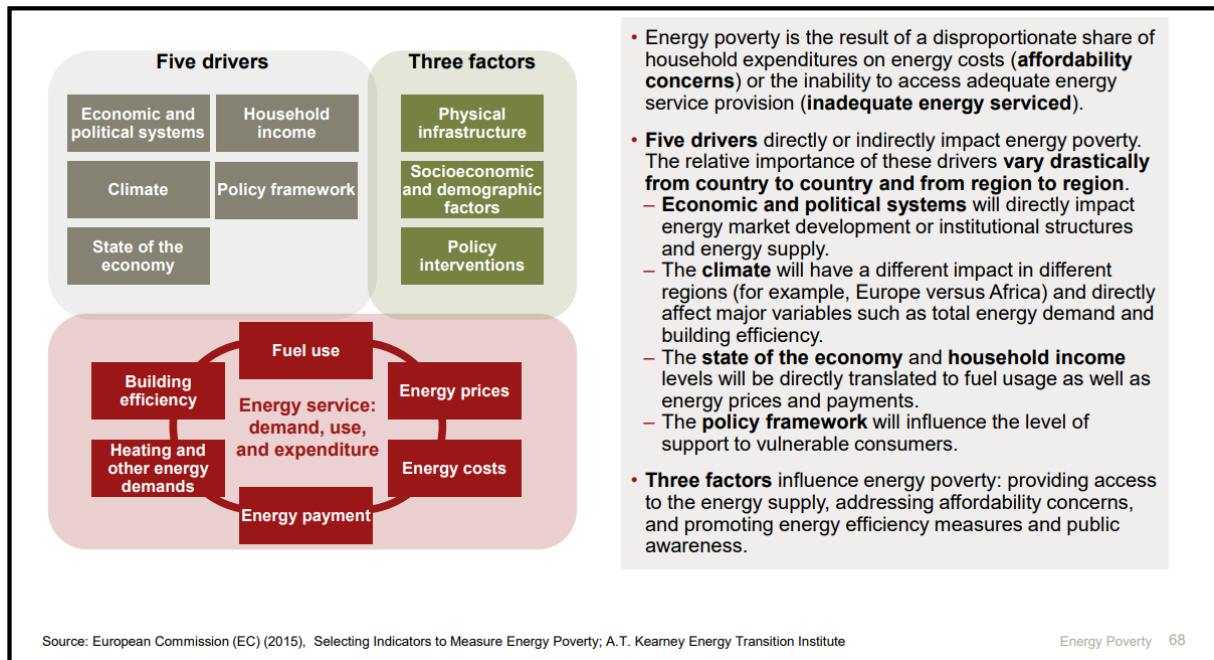 Five drivers
Economic and
political systems
Household
income
Climate
Policy framework
State of the
economy
Three factors
Physical
infrastructure
Socioeconomic
and demographic
factors
Policy
interventions
Fuel use
Building
efficiency
Energy prices
Energy service:
demand, use,
and expenditure
Heating and
other energy
demands
Energy costs
Energy payment
• Energy poverty is the result of a disproportionate share of
household expenditures on energy costs (affordability
concerns) or the inability to access adequate energy
service provision (inadequate energy serviced).
• Five drivers directly or indirectly impact energy poverty.
The relative importance of these drivers vary drastically
from country to country and from region to region.
– Economic and political systems will directly impact
energy market development or institutional structures
and energy supply.
– The climate will have a different impact in different
regions (for example, Europe versus Africa) and directly
affect major variables such as total energy demand and
building efficiency.
– The state of the economy and household income
levels will be directly translated to fuel usage as well as
energy prices and payments.
– The policy framework will influence the level of
support to vulnerable consumers.
• Three factors influence energy poverty: providing access
to the energy supply, addressing affordability concerns,
and promoting energy efficiency measures and public
awareness.
Source: European Commission (EC) (2015), Selecting Indicators to Measure Energy Poverty; A.T. Kearney Energy Transition Institute
Energy Poverty 68